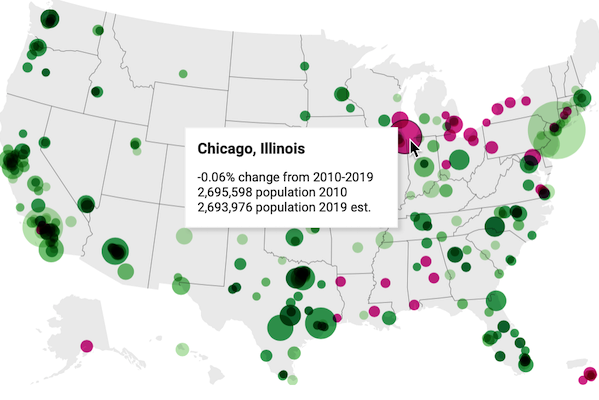 Chicago, Illinois
-0.06% change from 2010-2019
2,695,598 population 2010
2,693,976 population 2019 est.